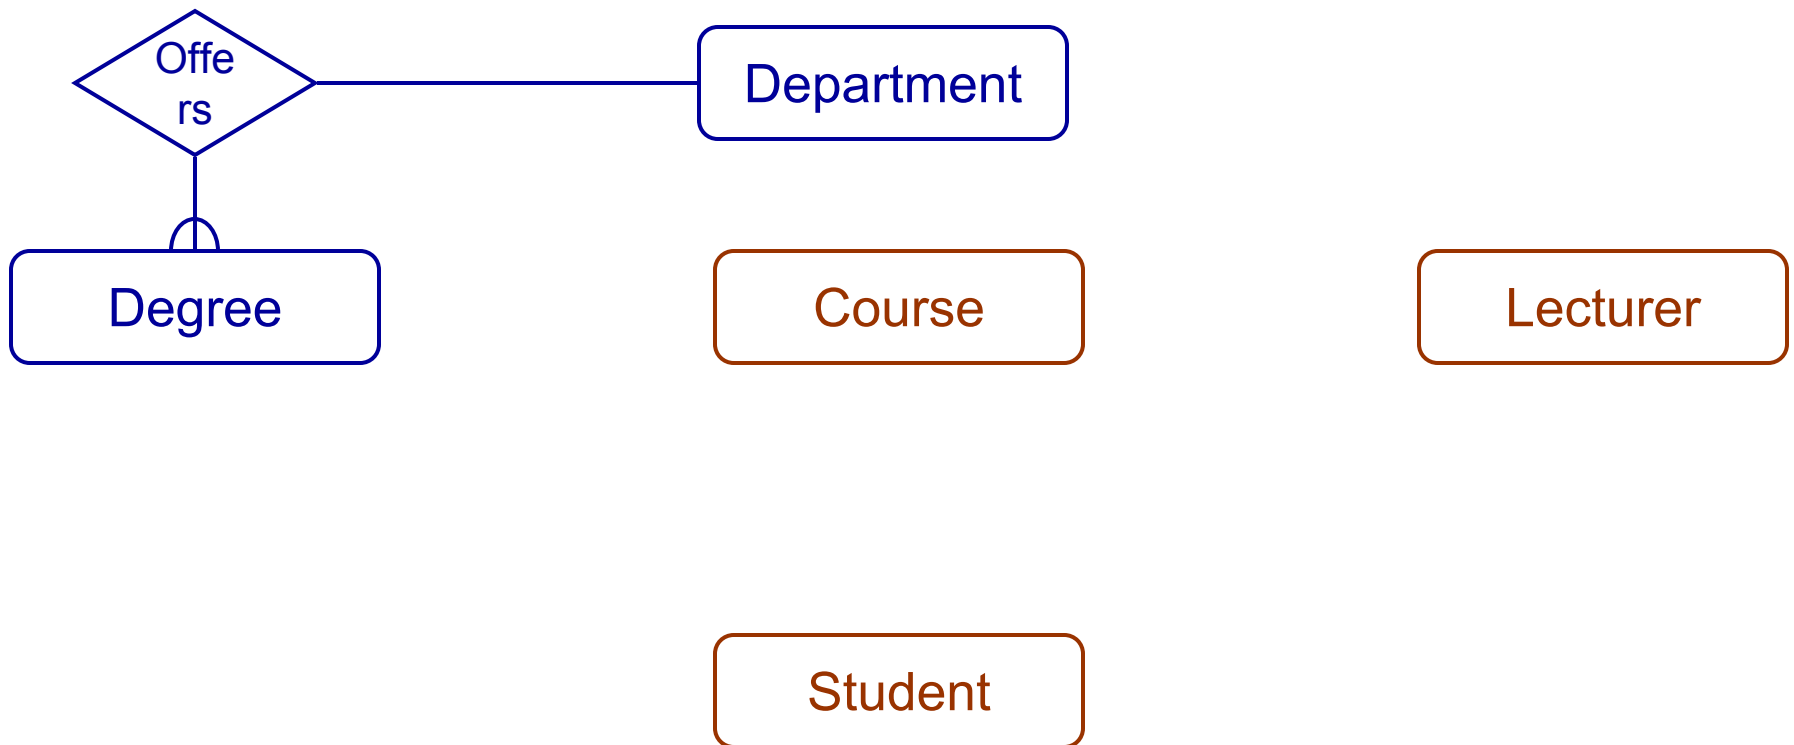 Offe
rs
Department
Degree
Course
Lecturer
Student